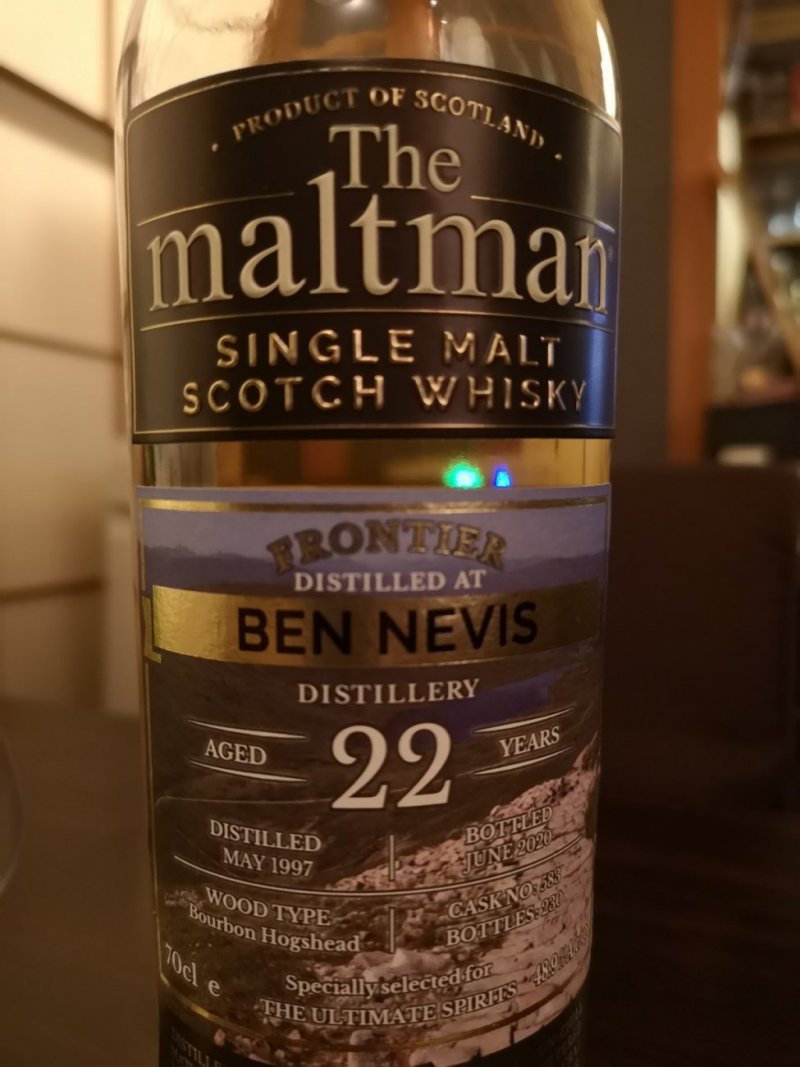 · PRODUCT OF SCOTLAND ·
The
maltman
SINGLE MALT
SCOTCH WHISKY
FRONTIER
DISTILLED AT
BEN NEVIS
DISTILLERY
AGED 22 YEARS
DISTILLED
MAY 1997
BOTTLED
JUNE 2020
WOOD TYPE
Bourbon Hogshead
CASK NO: 583
BOTTLES: 230
70cl e
Specially selected for
THE ULTIMATE SPIRITS